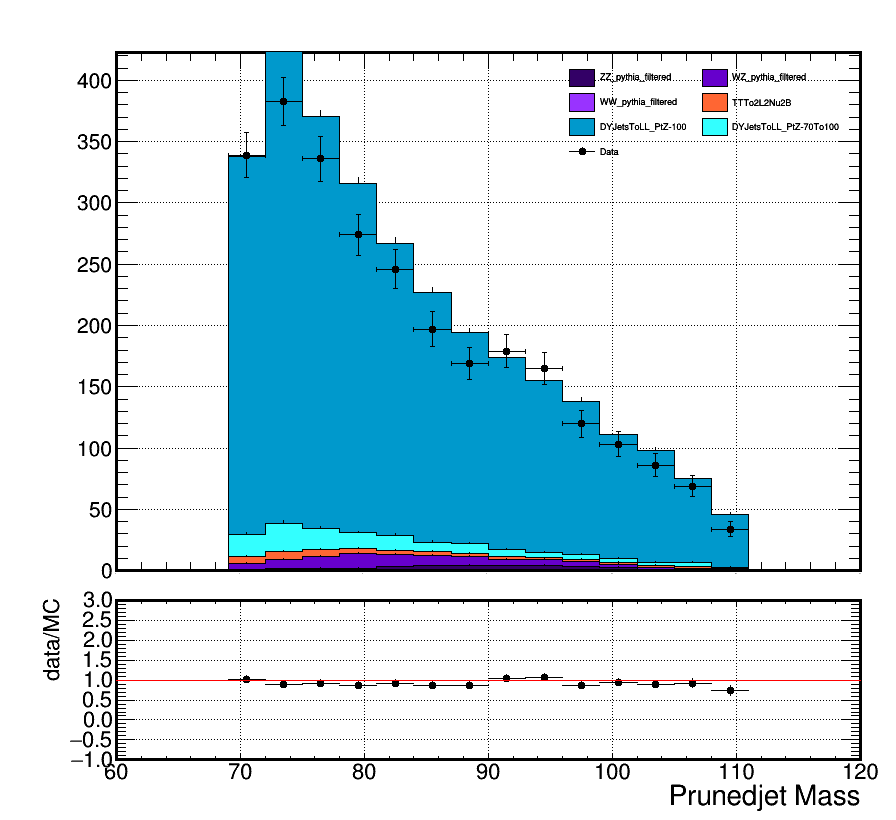 400
350
300
250
200
150
100
50
0
ZZ_pythia_filtered
WZ_pythia_filtered
WW_pythia_filtered
TTTo2L2Nu2B
DYJetsToLL_PtZ-100
DYJetsToLL_PtZ-70To100
Data
data/MC
3.0
2.5
2.0
1.5
1.0
0.5
0.0
−0.5
−1.0
60 70 80 90 100 110 120
Prunedjet Mass